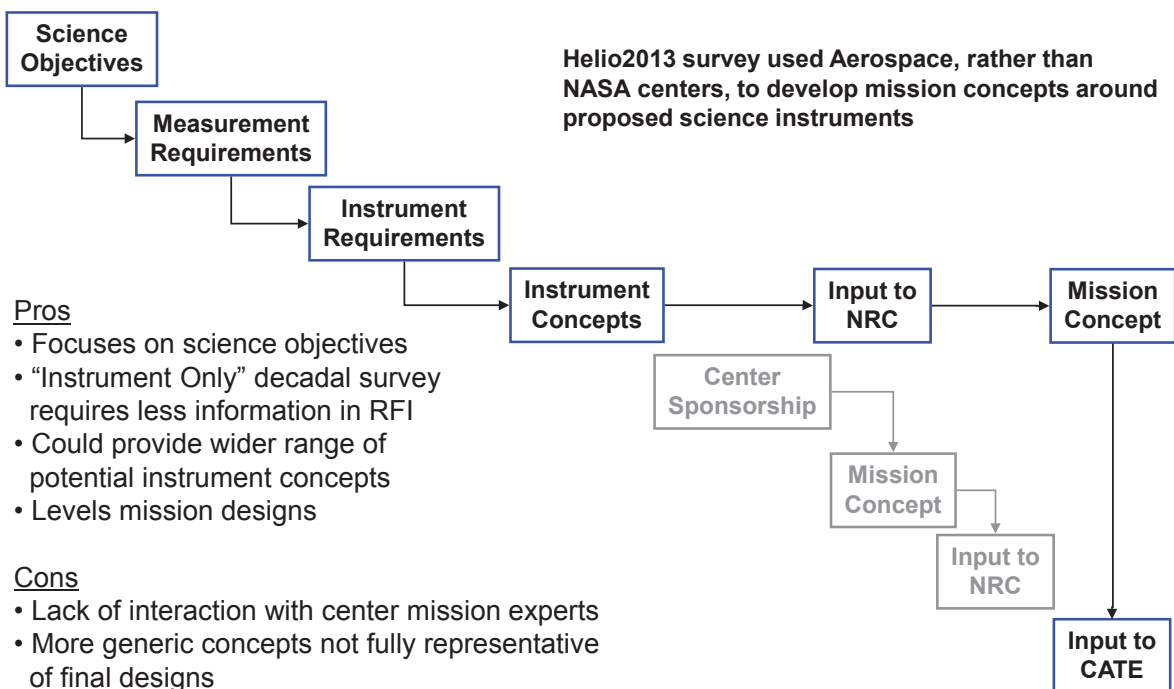 Science
Objectives
Helio2013 survey used Aerospace, rather than
NASA centers, to develop mission concepts around
proposed science instruments
Measurement
Requirements
Instrument
Requirements
Instrument
Concepts
Input to
NRC
Mission
Concept
Center
Sponsorship
Mission
Concept
Input to
NRC
Input to
CATE
Pros
• Focuses on science objectives
• “Instrument Only” decadal survey
requires less information in RFI
• Could provide wider range of
potential instrument concepts
• Levels mission designs
Cons
• Lack of interaction with center mission experts
• More generic concepts not fully representative
of final designs